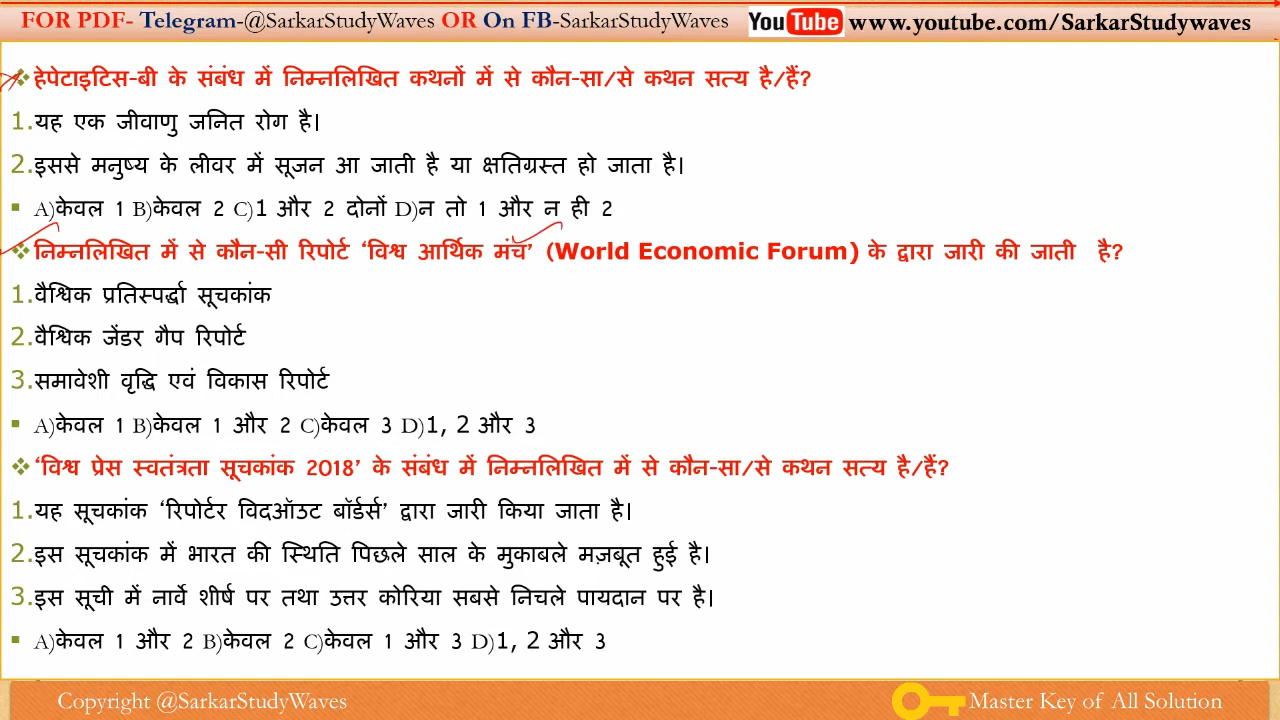 FOR PDF- Telegram-@SarkarStudyWaves OR On FB-SarkarStudyWaves YouTube www.youtube.com/SarkarStudywaves
हेपेटाइटिस-बी के संबंध में निम्नलिखित कथनों में से कौन-सा/से कथन सत्य है/हैं?
1.यह एक जीवाणु जनित रोग है।
2.इससे मनुष्य के लीवर में सूजन आ जाती है या क्षतिग्रस्त हो जाता है।
A)केवल 1 B)केवल 2 C)1 और 2 दोनों D)न तो 1 और न ही 2
निम्नलिखित में से कौन-सी रिपोर्ट ‘विश्व आर्थिक मंच’ (World Economic Forum) के द्वारा जारी की जाती है?
1.वैश्विक प्रतिस्पर्द्धा सूचकांक
2.वैश्विक जेंडर गैप रिपोर्ट
3.समावेशी वृद्धि एवं विकास रिपोर्ट
A)केवल 1 B)केवल 1 और 2 C)केवल 3 D)1, 2 और 3
‘विश्व प्रेस स्वतंत्रता सूचकांक 2018’ के संबंध में निम्नलिखित में से कौन-सा/से कथन सत्य है/हैं?
1.यह सूचकांक ‘रिपोर्टर विदऑउट बॉर्डर्स’ द्वारा जारी किया जाता है।
2.इस सूचकांक में भारत की स्थिति पिछले साल के मुकाबले मज़बूत हुई है।
3.इस सूची में नार्वे शीर्ष पर तथा उत्तर कोरिया सबसे निचले पायदान पर है।
A)केवल 1 और 2 B)केवल 2 C)केवल 1 और 3 D)1, 2 और 3
Copyright @SarkarStudyWaves Master Key of All Solution